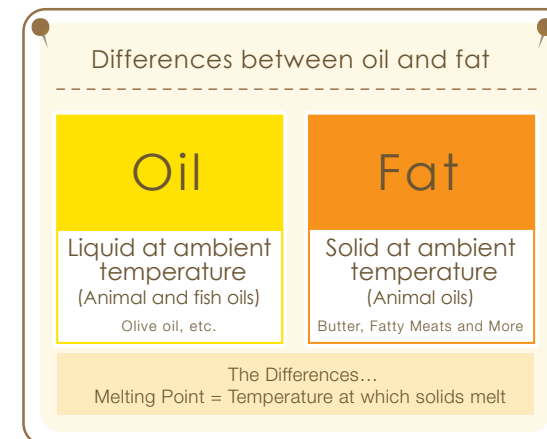 Differences between oil and fat
Oil
Liquid at ambient
temperature
(Animal and fish oils)
Olive oil, etc.
Fat
Solid at ambient
temperature
(Animal oils)
Butter, Fatty Meats and More
The Differences…
Melting Point = Temperature at which solids melt